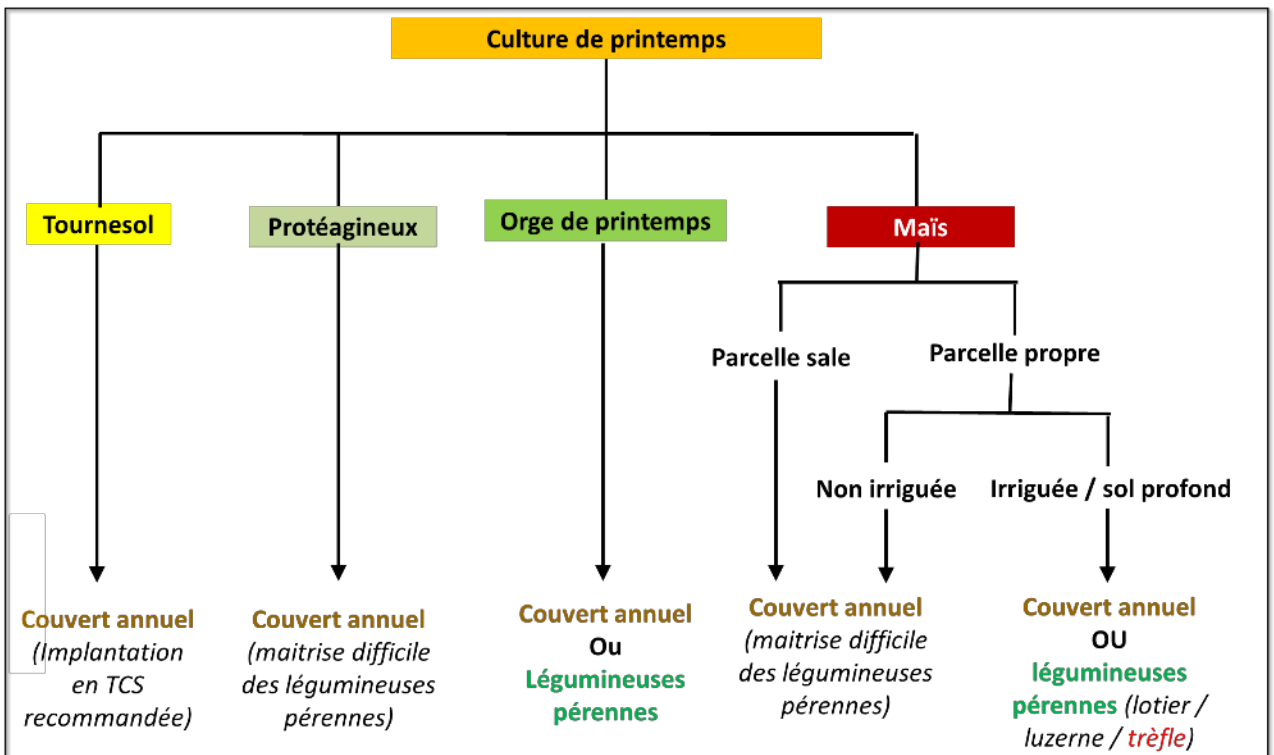 Culture de printemps
Tournesol
Protéagineux
Orge de printemps
Maïs
Parcelle sale
Parcelle propre
Non irriguée
Irriguée / sol profond
Couvert annuel
(Implantation
en TCS
recommandée)
Couvert annuel
(maitrise difficile
des légumineuses
pérennes)
Couvert annuel
Ou
Légumineuses
pérennes
Couvert annuel
(maitrise difficile
des légumineuses
pérennes)
Couvert annuel
OU
légumineuses
pérennes (lotier /
luzerne / trèfle)